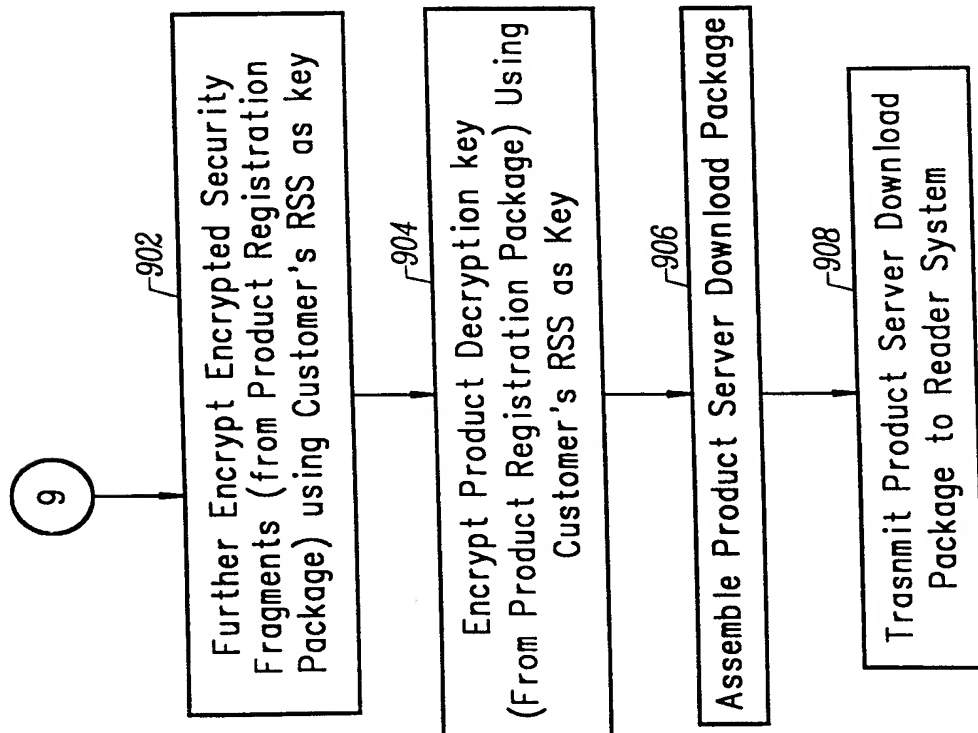 9
902
Further Encrypt Encrypted Security
Fragments (from Product Registration
Package) using Customer's RSS as key
904
Encrypt Product Decryption key
(From Product Registration Package) Using
Customer's RSS as Key
906
Assemble Product Server Download Package
908
Trasnmit Product Server Download
Package to Reader System